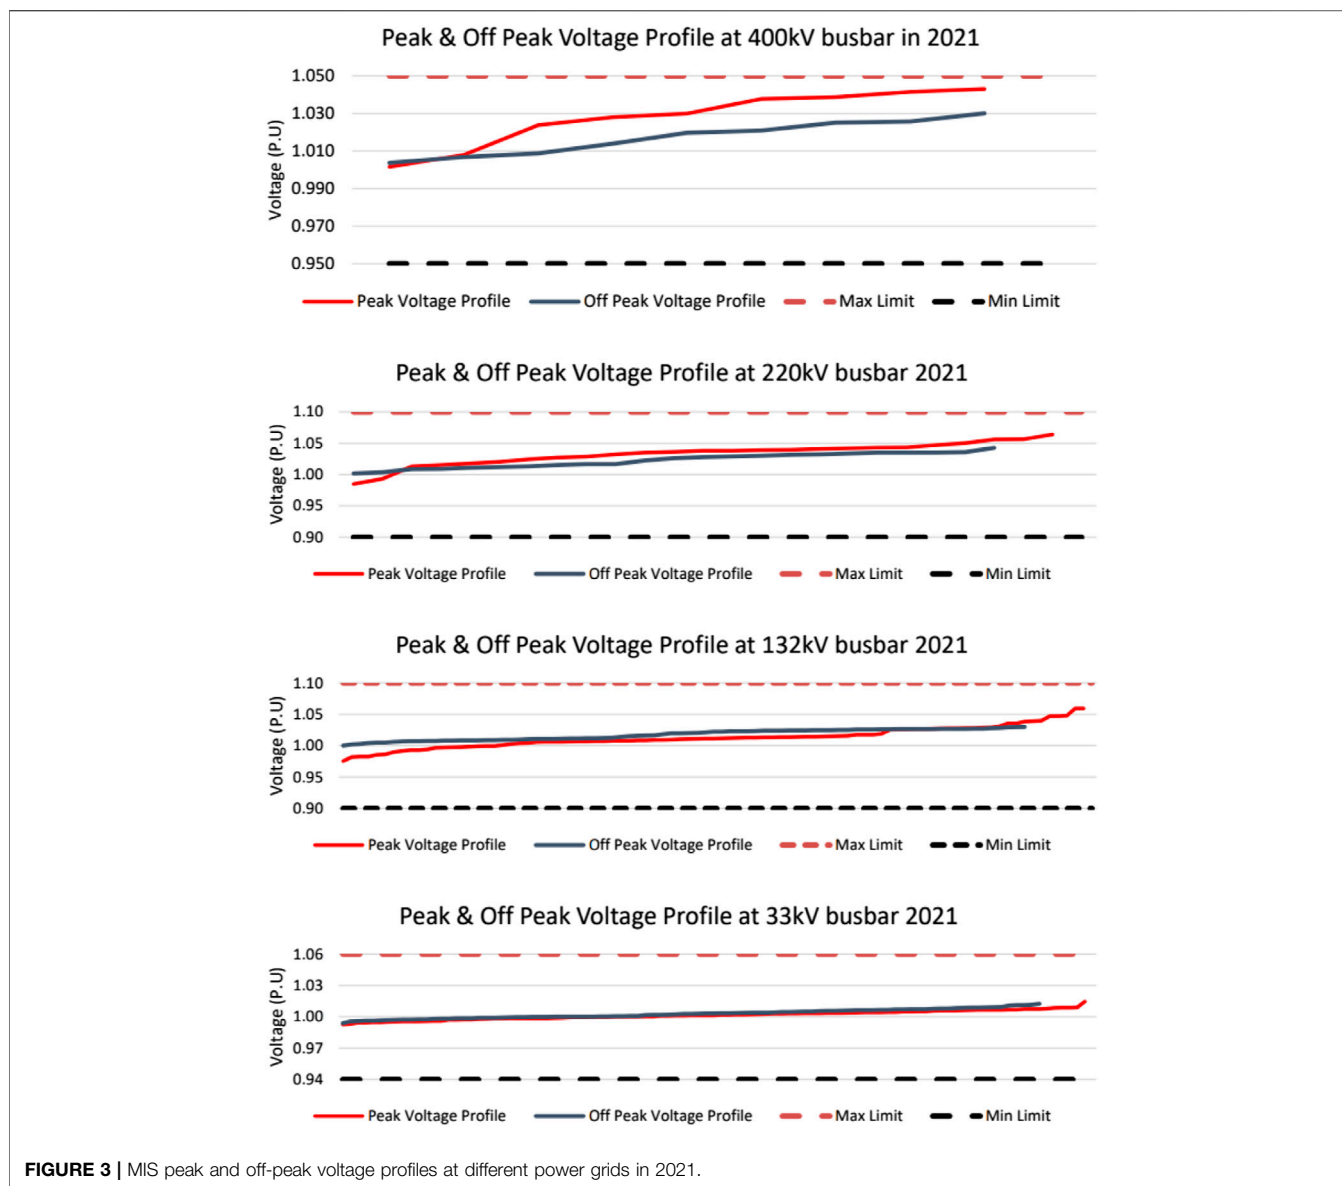 Peak & Off Peak Voltage Profile at 400kV busbar in 2021
Voltage (P.U)
1.050
1.030
1.010
0.990
0.970
0.950
Peak Voltage Profile Off Peak Voltage Profile Max Limit Min Limit
Peak & Off Peak Voltage Profile at 220kV busbar 2021
Voltage (P.U)
1.10
1.05
1.00
0.95
0.90
Peak Voltage Profile Off Peak Voltage Profile Max Limit Min Limit
Peak & Off Peak Voltage Profile at 132kV busbar 2021
Voltage (P.U)
1.10
1.05
1.00
0.95
0.90
Peak Voltage Profile Off Peak Voltage Profile Max Limit Min Limit
Peak & Off Peak Voltage Profile at 33kV busbar 2021
Voltage (P.U)
1.06
1.03
1.00
0.97
0.94
Peak Voltage Profile Off Peak Voltage Profile Max Limit Min Limit
FIGURE 3 | MIS peak and off-peak voltage profiles at different power grids in 2021.